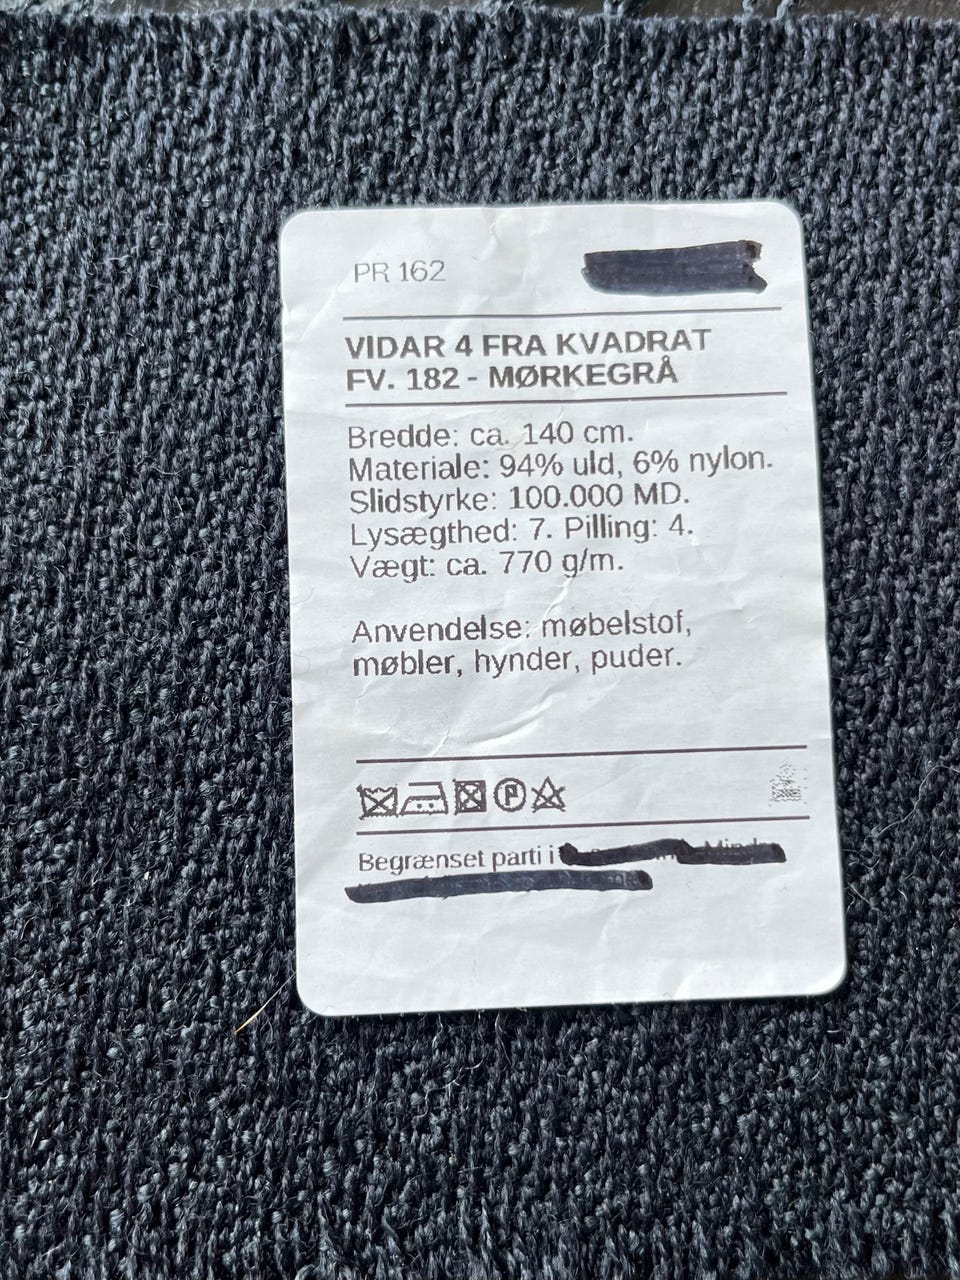 PR 162
VIDAR 4 FRA KVADRAT
FV. 182 - MØRKEGRÅ
Bredde: ca. 140 cm.
Materiale: 94% uld, 6% nylon.
Slidstyrke: 100.000 MD.
Lysægthed: 7. Pilling: 4.
Vægt: ca. 770 g/m.
Anvendelse: møbelstof,
møbler, hynder, puder.
P
Begrænset parti i